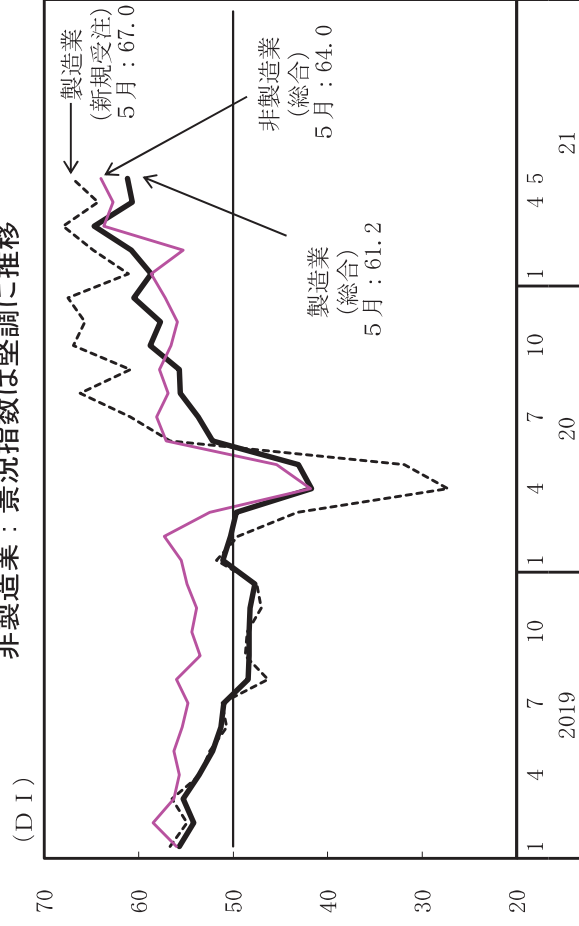 非製造業：景況指数は堅調に推移
(ＤＩ)
70
60
50
40
30
20
製造業
(新規受注)
５月：67.0
非製造業
(総合)
５月：64.0
製造業
(総合)
５月：61.2
1 4 7 10 1 4 7 10 1 4 5
2019 20 21